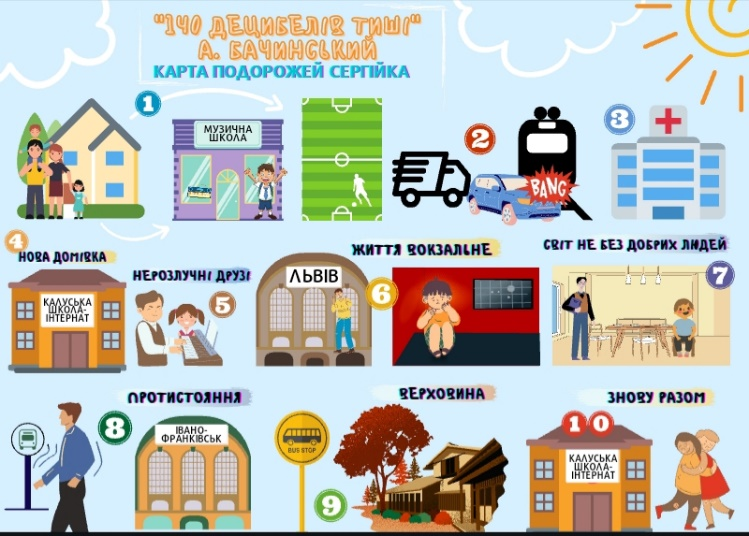 "140 ДЕЦИБЕЛІВ ТИШІ"
А. БАЧИНСЬКИЙ
КАРТА ПОДОРОЖЕЙ СЕРГІЙКА
1
МУЗИЧНА
ШКОЛА
2
BANG
3
4
НОВА ДОМІВКА
КАЛУСЬКА
ШКОЛА-
ІНТЕРНАТ
НЕРОЗЛУЧНІ ДРУЗІ
5
ЛЬВІВ
ЖИТТЯ ВОКЗАЛЬНЕ
6
СВІТ НЕ БЕЗ ДОБРИХ ЛЮДЕЙ
7
ПРОТИСТОЯННЯ
8
ІВАНО-
ФРАНКІВСЬК
BUS STOP
9
ВЕРХОВИНА
ЗНОВУ РАЗОМ
10
КАЛУСЬКА
ШКОЛА-
ІНТЕРНАТ